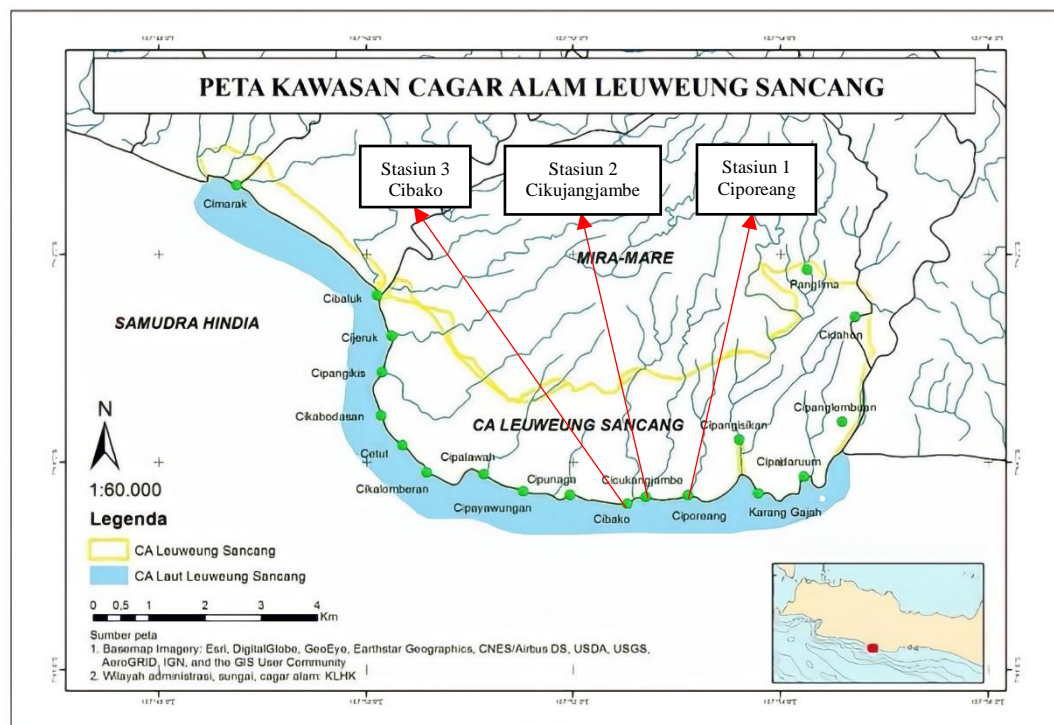 PETA KAWASAN CAGAR ALAM LEUWEUNG SANCANG
Stasiun 3
Cibako
Stasiun 2
Cikujangjambe
Stasiun 1
Ciporeang
Cimarak
MIRA-MARE
Panglima
Cibaluk
SAMUDRA HINDIA
Cidahon
Cijeruk
Cipangikis
Cikabodasan
CA LEUWEUNG SANCANG
Cipangisikan
Cipanglembuan
N
Cetut
Cipalawah
Cipadaruum
Cikalomberan
Cipunaga
Cicukangjambe
1:60.000
Cipayawungan
Cibako
Ciporeang
Karang Gajah
Legenda
CA Leuweung Sancang
CA Laut Leuweung Sancang
0 0,5 1 2 3 4
Km
Sumber peta
1. Basemap Imagery: Esri, DigitalGlobe, GeoEye, Earthstar Geographics, CNES/Airbus DS, USDA, USGS,
AeroGRID, IGN, and the GIS User Community
2. Wilayah administrasi, sungai, cagar alam: KLHK